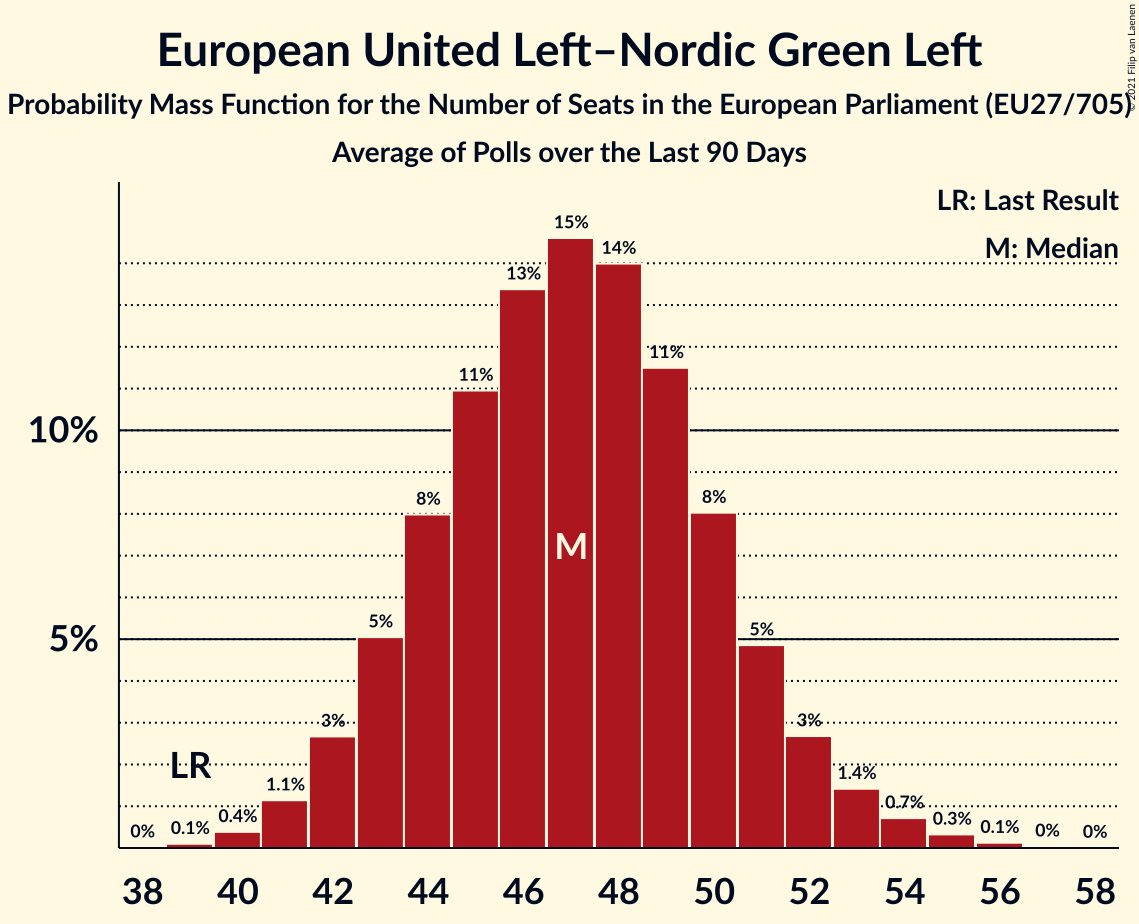 European United Left–Nordic Green Left
Probability Mass Function for the Number of Seats in the European Parliament (EU27/705)
Average of Polls over the Last 90 Days
© 2021 Filip van Laenen
LR: Last Result
M: Median
10%
5%
0%
0.1%
0.4%
1.1%
3%
5%
8%
11%
13%
15%
14%
11%
8%
5%
3%
1.4%
0.7%
0.3%
0.1%
0%
0%
LR
M
38 40 42 44 46 48 50 52 54 56 58